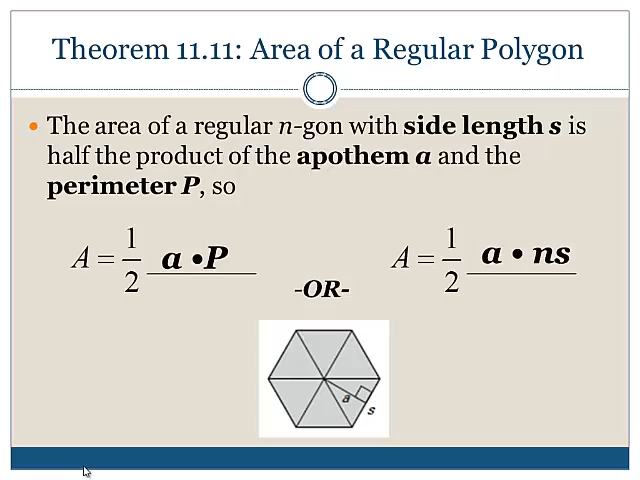 Theorem 11.11: Area of a Regular Polygon
The area of a regular n-gon with side length s is
half the product of the apothem a and the
perimeter P, so
A = 1/2 a •P
-OR-
A = 1/2 a • ns
a
s